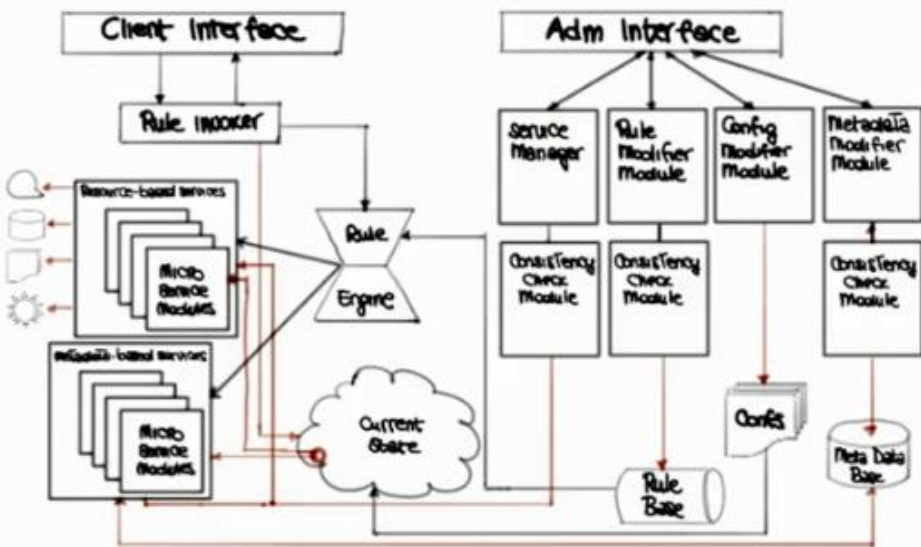 Client Interface
Adm Interface
Rule Invoker
Service
Manager
Rule
Modifier
Module
Config
Modifier
Module
Metadata
Modifier
Module
Resource-based services
Micro
Service
Modules
Rule
Engine
Consistency
Check
Module
Consistency
Check
Module
Consistency
Check
Module
Metadata-based services
Micro
Service
Modules
Current
State
Confs
Rule
Base
Meta Data
Base